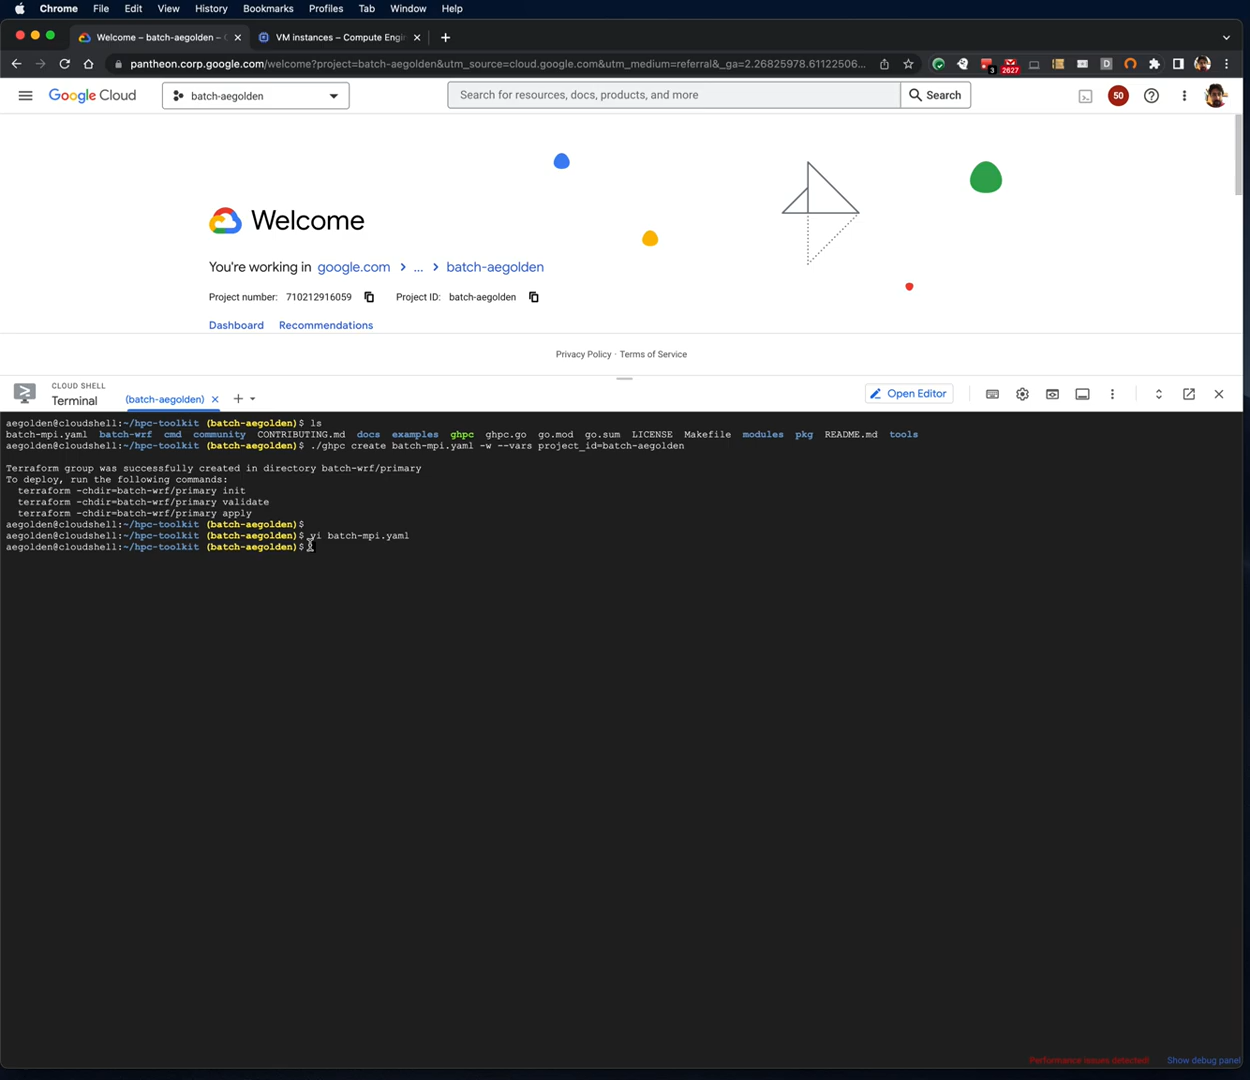 Chrome File Edit View History Bookmarks Profiles Tab Window Help
Welcome – batch-aegolden –
VM instances – Compute Engi
pantheon.corp.google.com/welcome?project=batch-aegolden&utm_source=cloud.google.com&utm_medium=referral&_ga=2.26825978.61122506...
3
2627
D
Google Cloud
batch-aegolden
Search for resources, docs, products, and more
Search
50
Welcome
You're working in google.com > ... > batch-aegolden
Project number: 710212916059 Project ID: batch-aegolden
Dashboard Recommendations
Privacy Policy · Terms of Service
CLOUD SHELL
Terminal
(batch-aegolden)
Open Editor
aegolden@cloudshell:~/hpc-toolkit (batch-aegolden)$ ls
batch-mpi.yaml batch-wrf cmd community CONTRIBUTING.md docs examples ghpc ghpc.go go.mod go.sum LICENSE Makefile modules pkg README.md tools
aegolden@cloudshell:~/hpc-toolkit (batch-aegolden)$ ./ghpc create batch-mpi.yaml -w --vars project_id=batch-aegolden
Terraform group was successfully created in directory batch-wrf/primary
To deploy, run the following commands:
terraform -chdir=batch-wrf/primary init
terraform -chdir=batch-wrf/primary validate
terraform -chdir=batch-wrf/primary apply
aegolden@cloudshell:~/hpc-toolkit (batch-aegolden)$
aegolden@cloudshell:~/hpc-toolkit (batch-aegolden)$ vi batch-mpi.yaml
aegolden@cloudshell:~/hpc-toolkit (batch-aegolden)$
Performance issues detected! Show debug panel